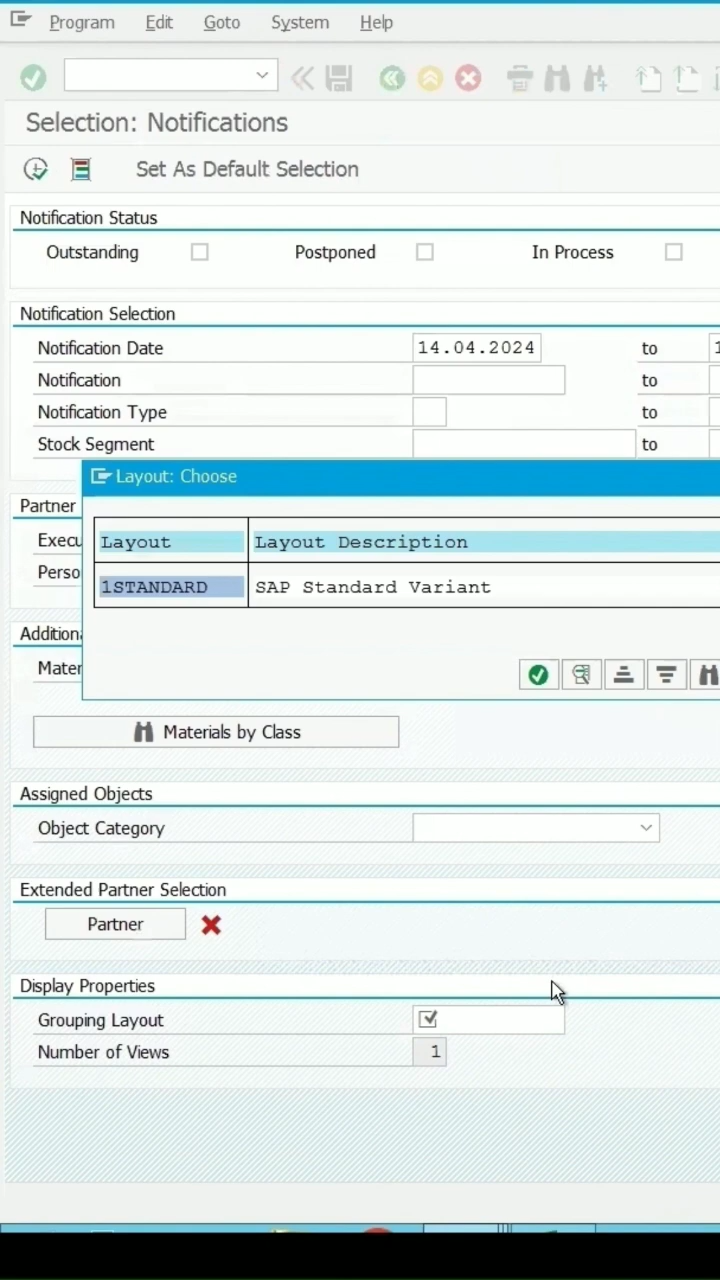 Program Edit Goto System Help
Selection: Notifications
Set As Default Selection
Notification Status
Outstanding Postponed In Process
Notification Selection
Notification Date 14.04.2024 to
Notification to
Notification Type to
Stock Segment to
Layout: Choose
Partner
Layout Layout Description
1STANDARD SAP Standard Variant
Materials by Class
Assigned Objects
Object Category
Extended Partner Selection
Partner
Display Properties
Grouping Layout
Number of Views 1